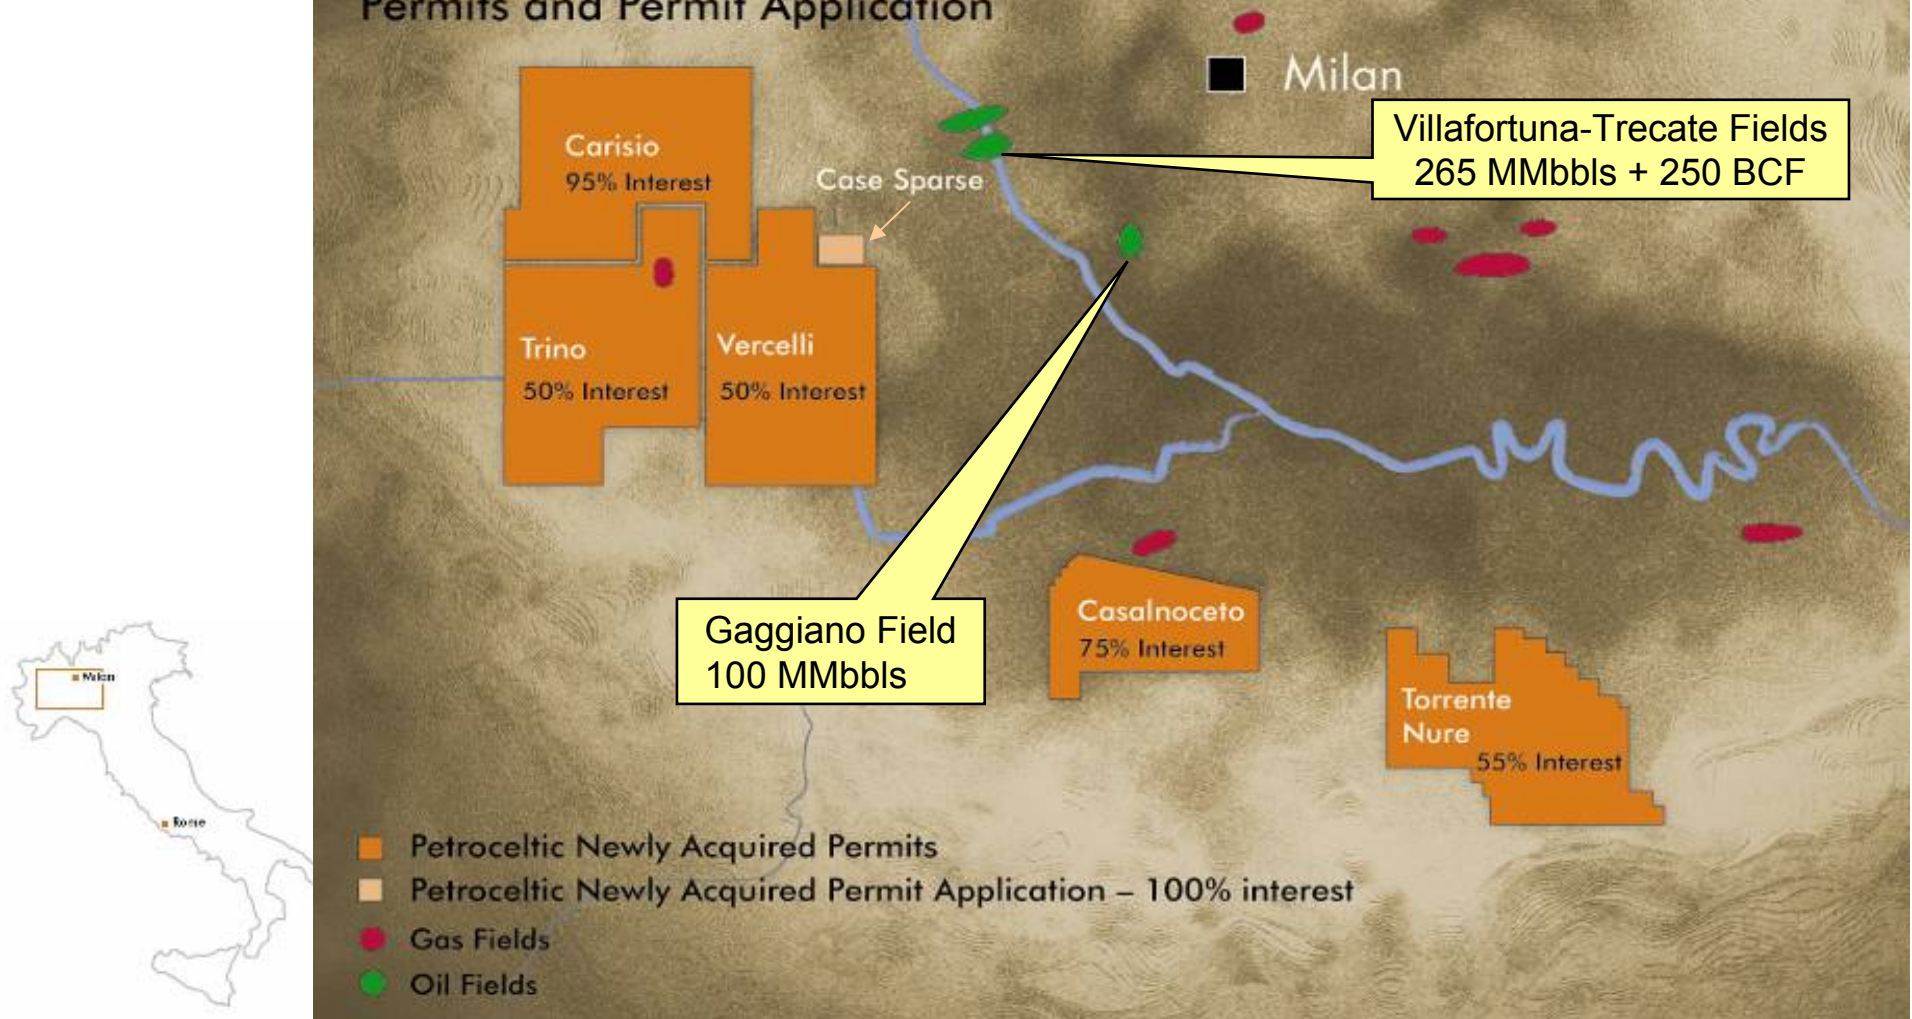 Permits and Permit Application
Milan
Villafortuna-Trecate Fields
265 MMbbls + 250 BCF
Carisio
95% Interest
Case Sparse
Trino
50% Interest
Vercelli
50% Interest
Gaggiano Field
100 MMbbls
Casalnoceto
75% Interest
Torrente
Nure
55% Interest
Milan
Rome
Petroceltic Newly Acquired Permits
Petroceltic Newly Acquired Permit Application – 100% interest
Gas Fields
Oil Fields